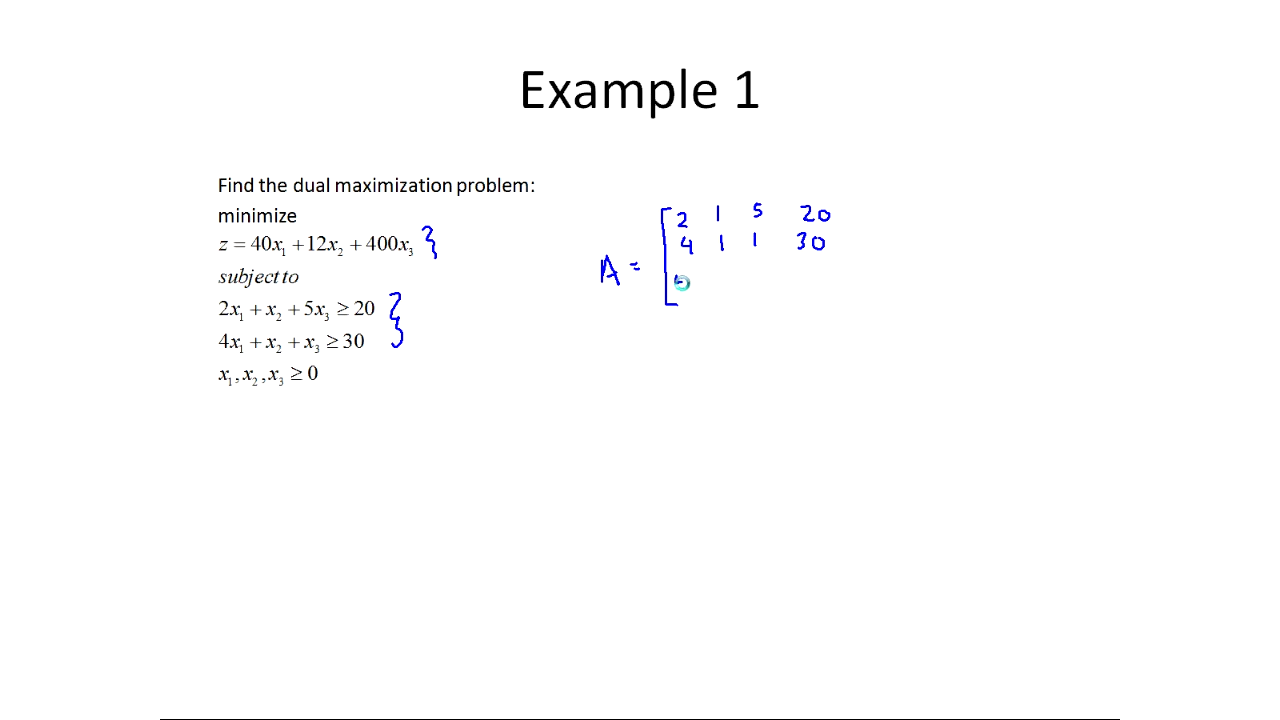 Example 1
Find the dual maximization problem:
minimize
z = 40x₁ + 12x₂ + 400x₃
subject to
2x₁ + x₂ + 5x₃ ≥ 20
4x₁ + x₂ + x₃ ≥ 30
x₁, x₂, x₃ ≥ 0
A =
2 1 5 20
4 1 1 30